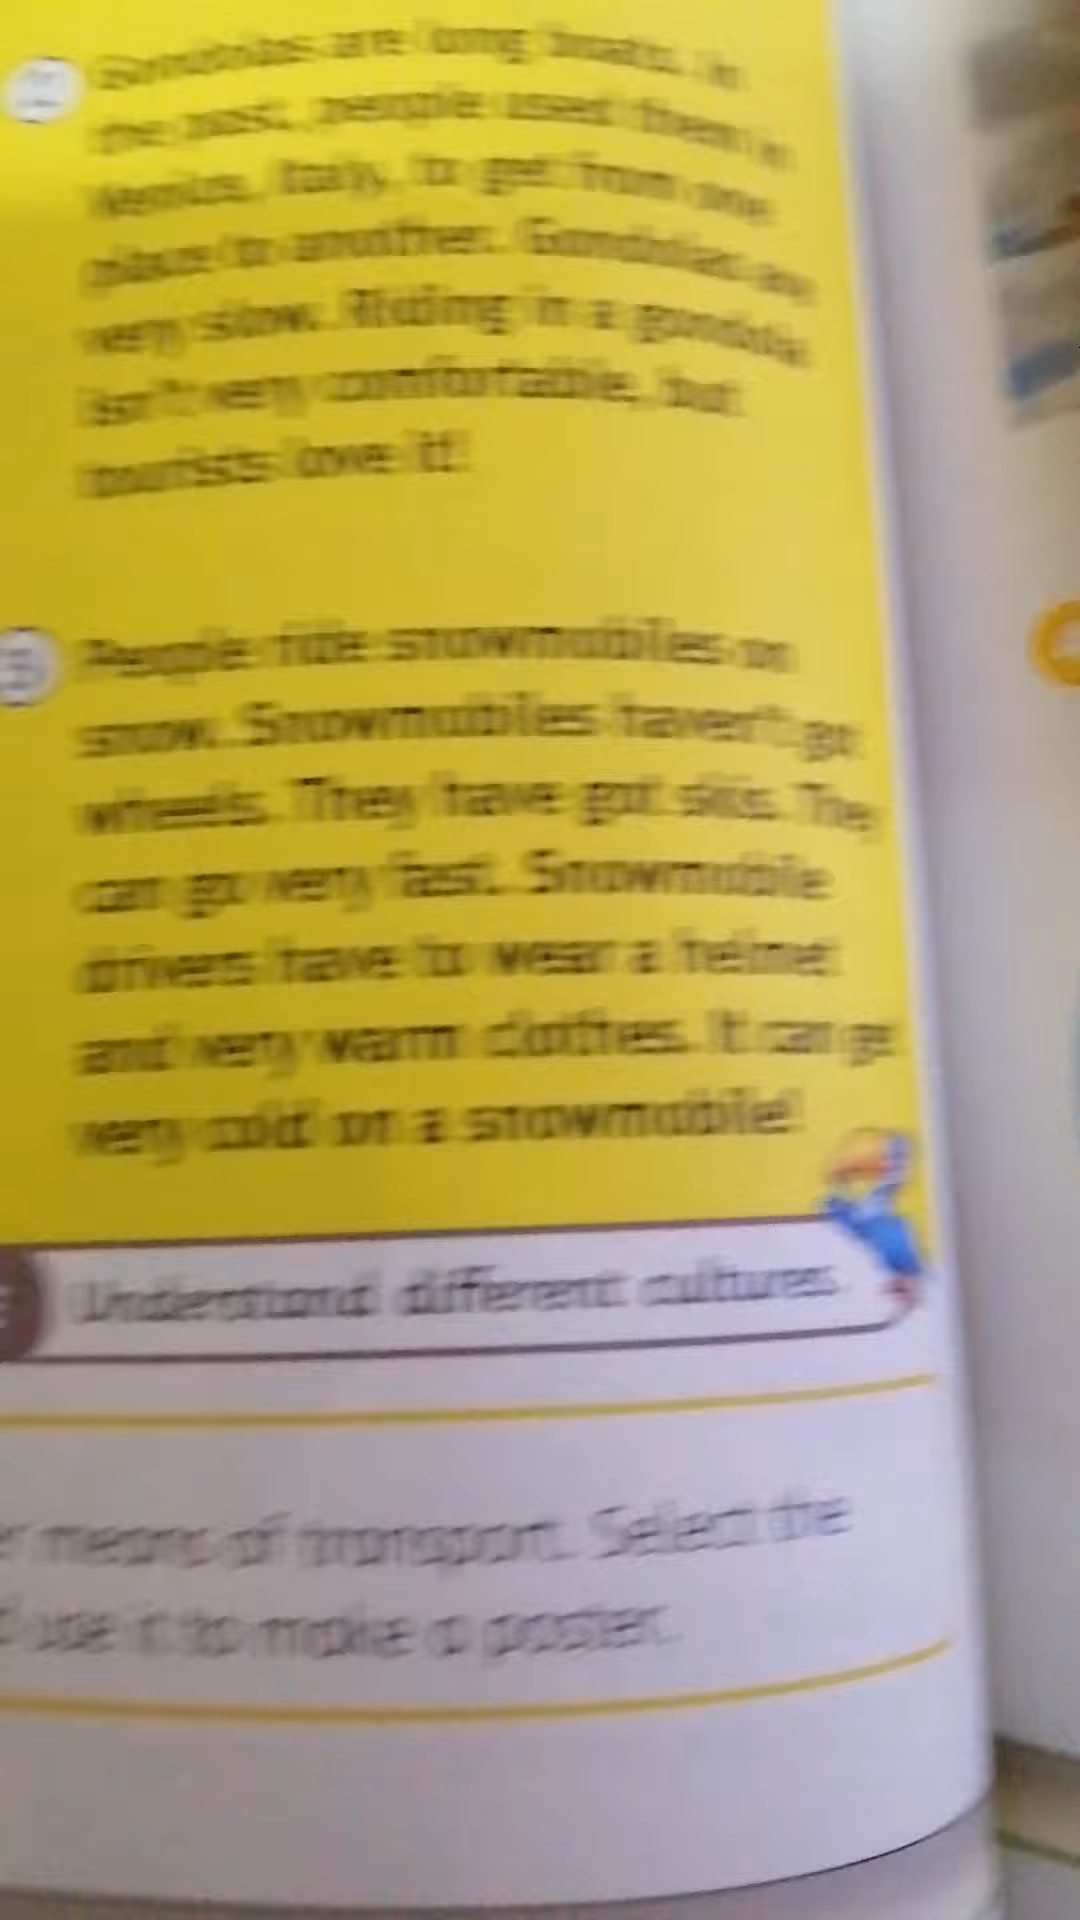 2 Gondolas are long boats. In
the past, people used them in
Venice, Italy, to get from one
place to another. Gondolas are
very slow. Riding in a gondola
isn't very comfortable, but
tourists love it!
3 People ride snowmobiles on
snow. Snowmobiles haven't go
wheels. They have got skis. They
can go very fast. Snowmobile
drivers have to wear a helmet
and very warm clothes. It can ge
very cold on a snowmobile!
Understand different cultures.
means of transport. Select the
use it to make a poster.